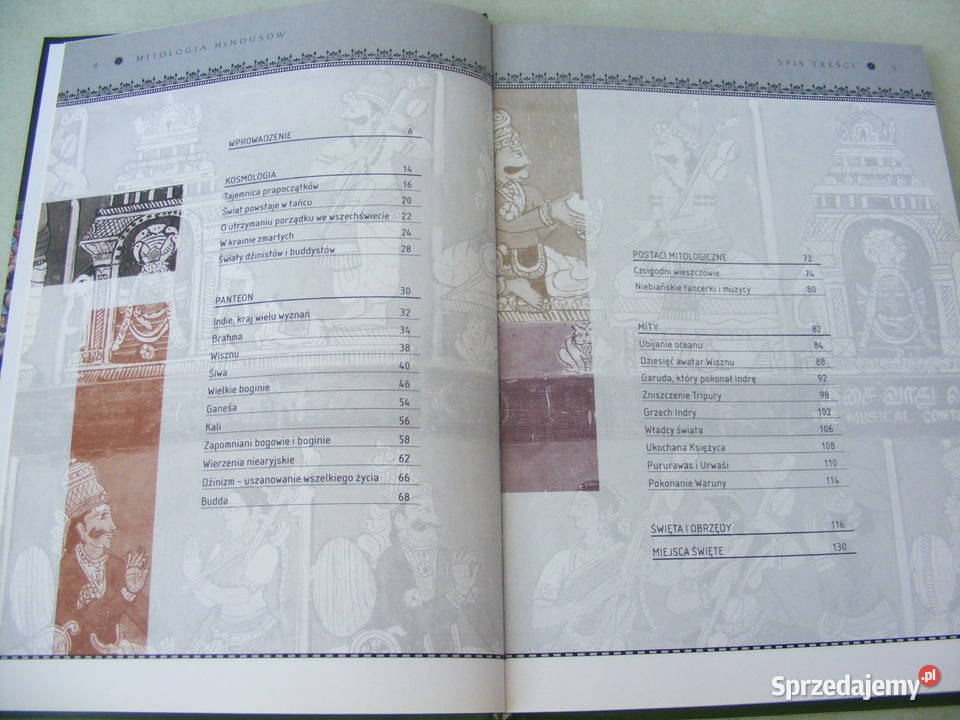 4 MITOLOGIA HINDUSÓW
WPROWADZENIE 6
KOSMOLOGIA 14
Tajemnica prapoczątków 16
Świat powstaje w tańcu 20
O utrzymaniu porządku we wszechświecie 22
W krainie zmarłych 24
Światy dżinistów i buddystów 28
PANTEON 30
Indie, kraj wielu wyznań 32
Brahma 34
Wisznu 38
Śiwa 40
Wielkie boginie 46
Ganeśa 54
Kali 56
Zapomniani bogowie i boginie 58
Wierzenia niearyjskie 62
Dżinizm – uszanowanie wszelkiego życia 66
Budda 68
SPIS TREŚCI 5
POSTACI MITOLOGICZNE 72
Czcigodni wieszczowie 74
Niebiańskie tancerki i muzycy 80
MITY 82
Ubijanie oceanu 84
Dziesięć awatar Wisznu 88
Garuda, który pokonał Indrę 92
Zniszczenie Tripury 98
Grzech Indry 102
Władcy świata 106
Ukochana Księżyca 108
Pururawas i Urwaśi 110
Pokonanie Waruny 114
ŚWIĘTA I OBRZĘDY 116
MIEJSCA ŚWIĘTE 130
MUSICAL
Sprzedajemy.pl